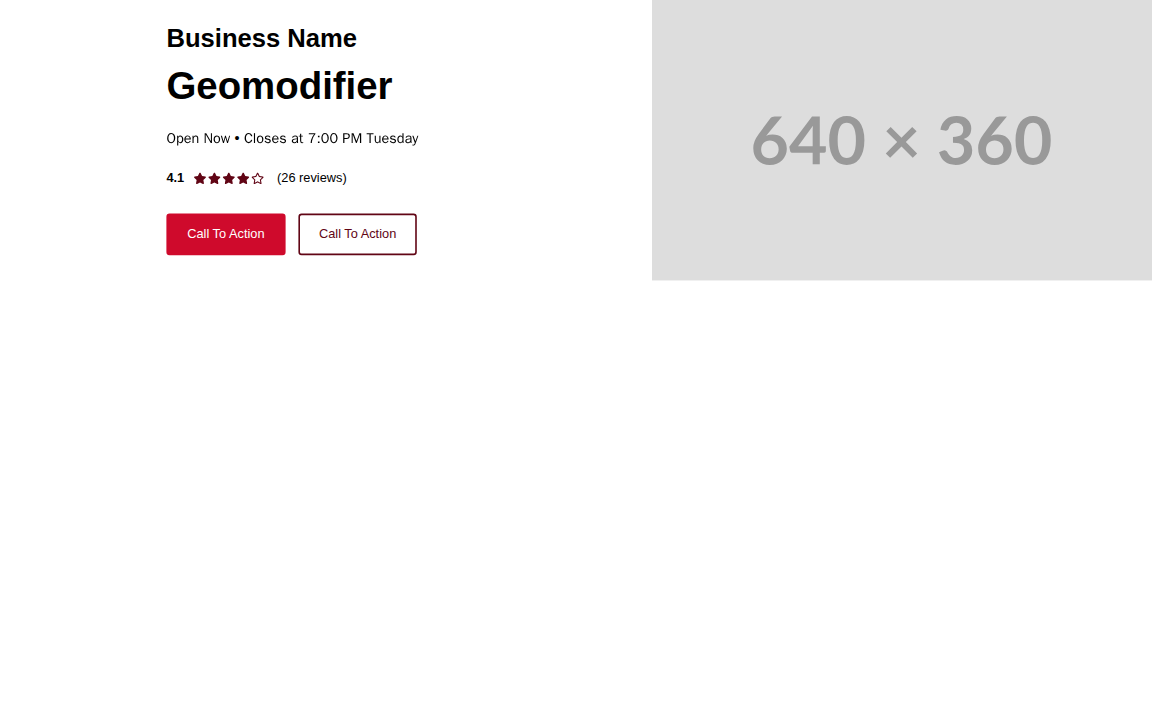 Business Name
Geomodifier
Open Now • Closes at 7:00 PM Tuesday
4.1 (26 reviews)
Call To Action
Call To Action
640 × 360